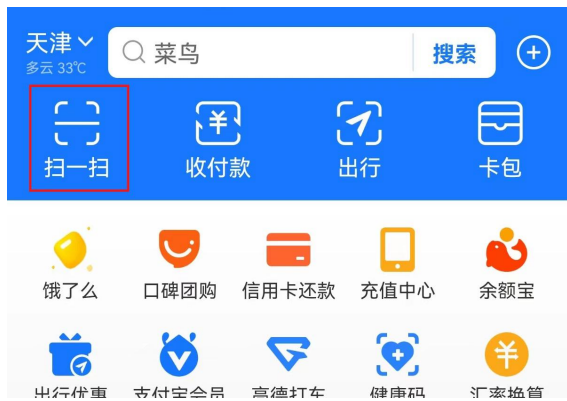 天津
多云 33℃
菜鸟
搜索
扫一扫
收付款
出行
卡包
饿了么
口碑团购
信用卡还款
充值中心
余额宝
出行优惠
支付宝会员
高德打车
健康码
汇率换算